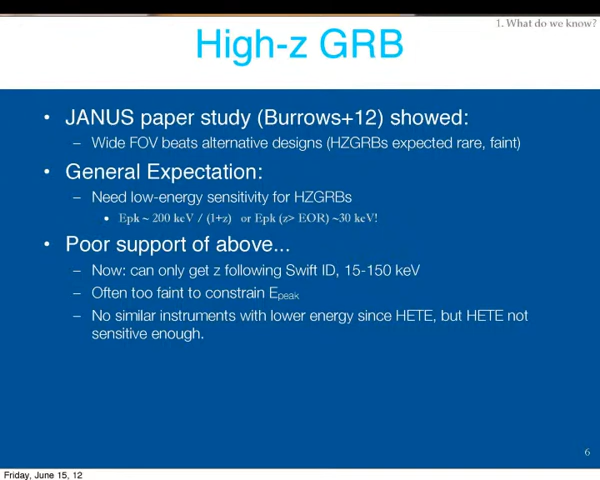 1. What do we know?
High-z GRB
• JANUS paper study (Burrows+12) showed:
– Wide FOV beats alternative designs (HZGRBs expected rare, faint)
• General Expectation:
– Need low-energy sensitivity for HZGRBs
• Epk ~ 200 keV / (1+z) or Epk (z> EOR) ~30 keV!
• Poor support of above...
– Now: can only get z following Swift ID, 15-150 keV
– Often too faint to constrain Epeak
– No similar instruments with lower energy since HETE, but HETE not
sensitive enough.
6
Friday, June 15, 12